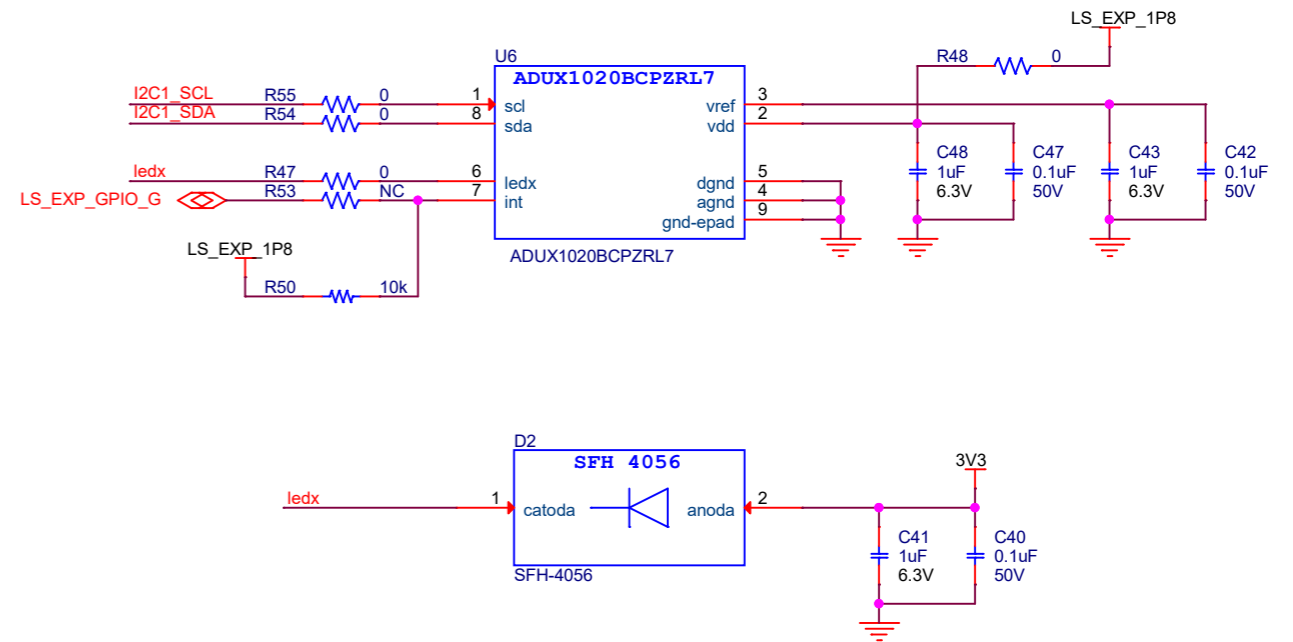 LS_EXP_1P8
U6
R48 0
ADUX1020BCPZRL7
I2C1_SCL R55 0 1 scl
I2C1_SDA R54 0 8 sda
vref 3
vdd 2
C48 1uF 6.3V
C47 0.1uF 50V
C43 1uF 6.3V
C42 0.1uF 50V
ledx R47 0 6 ledx
LS_EXP_GPIO_G R53 NC 7 int
dgnd 5
agnd 4
gnd-epad 9
LS_EXP_1P8
ADUX1020BCPZRL7
R50 10k
D2
SFH 4056
3V3
ledx 1 catoda anoda 2
C41 1uF 6.3V
C40 0.1uF 50V
SFH-4056